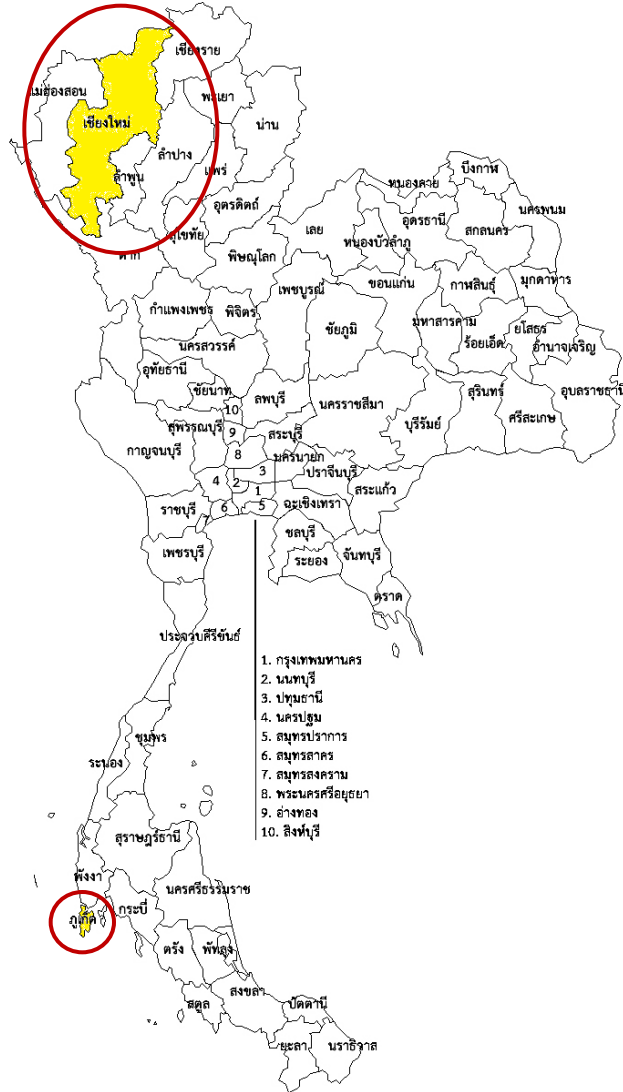 เชียงราย
แม่ฮ่องสอน
พะเยา
เชียงใหม่
น่าน
ลำปาง
แพร่
ลำพูน
บึงกาฬ
หนองคาย
อุตรดิตถ์
นครพนม
อุดรธานี
เลย
สกลนคร
สุโขทัย
หนองบัวลำภู
ตาก
พิษณุโลก
ขอนแก่น
มุกดาหาร
กาฬสินธุ์
เพชบูรณ์
กำแพงเพชร
พิจิตร
มหาสารคาม
ชัยภูมิ
ยโสธร
ร้อยเอ็ด
อำนาจเจริญ
นครสวรรค์
อุทัยธานี
ชัยนาท
ลพบุรี
นครราชสีมา
สุรินทร์
อุบลราชธานี
10
ศรีสะเกษ
บุรีรัมย์
สุพรรณบุรี
9
สระบุรี
กาญจนบุรี
8
นครนายก
3
ปราจีนบุรี
4
2
1
สระแก้ว
ราชบุรี
6
5
ฉะเชิงเทรา
7
ชลบุรี
เพชรบุรี
ระยอง
จันทบุรี
ตราด
ประจวบคีรีขันธ์
1. กรุงเทพมหานคร
2. นนทบุรี
3. ปทุมธานี
4. นครปฐม
5. สมุทรปราการ
6. สมุทรสาคร
7. สมุทรสงคราม
8. พระนครศรีอยุธยา
9. อ่างทอง
10. สิงห์บุรี
ชุมพร
ระนอง
สุราษฎร์ธานี
พังงา
นครศรีธรรมราช
กระบี่
ภูเก็ต
ตรัง
พัทลุง
สงขลา
สตูล
ปัตตานี
ยะลา
นราธิวาส